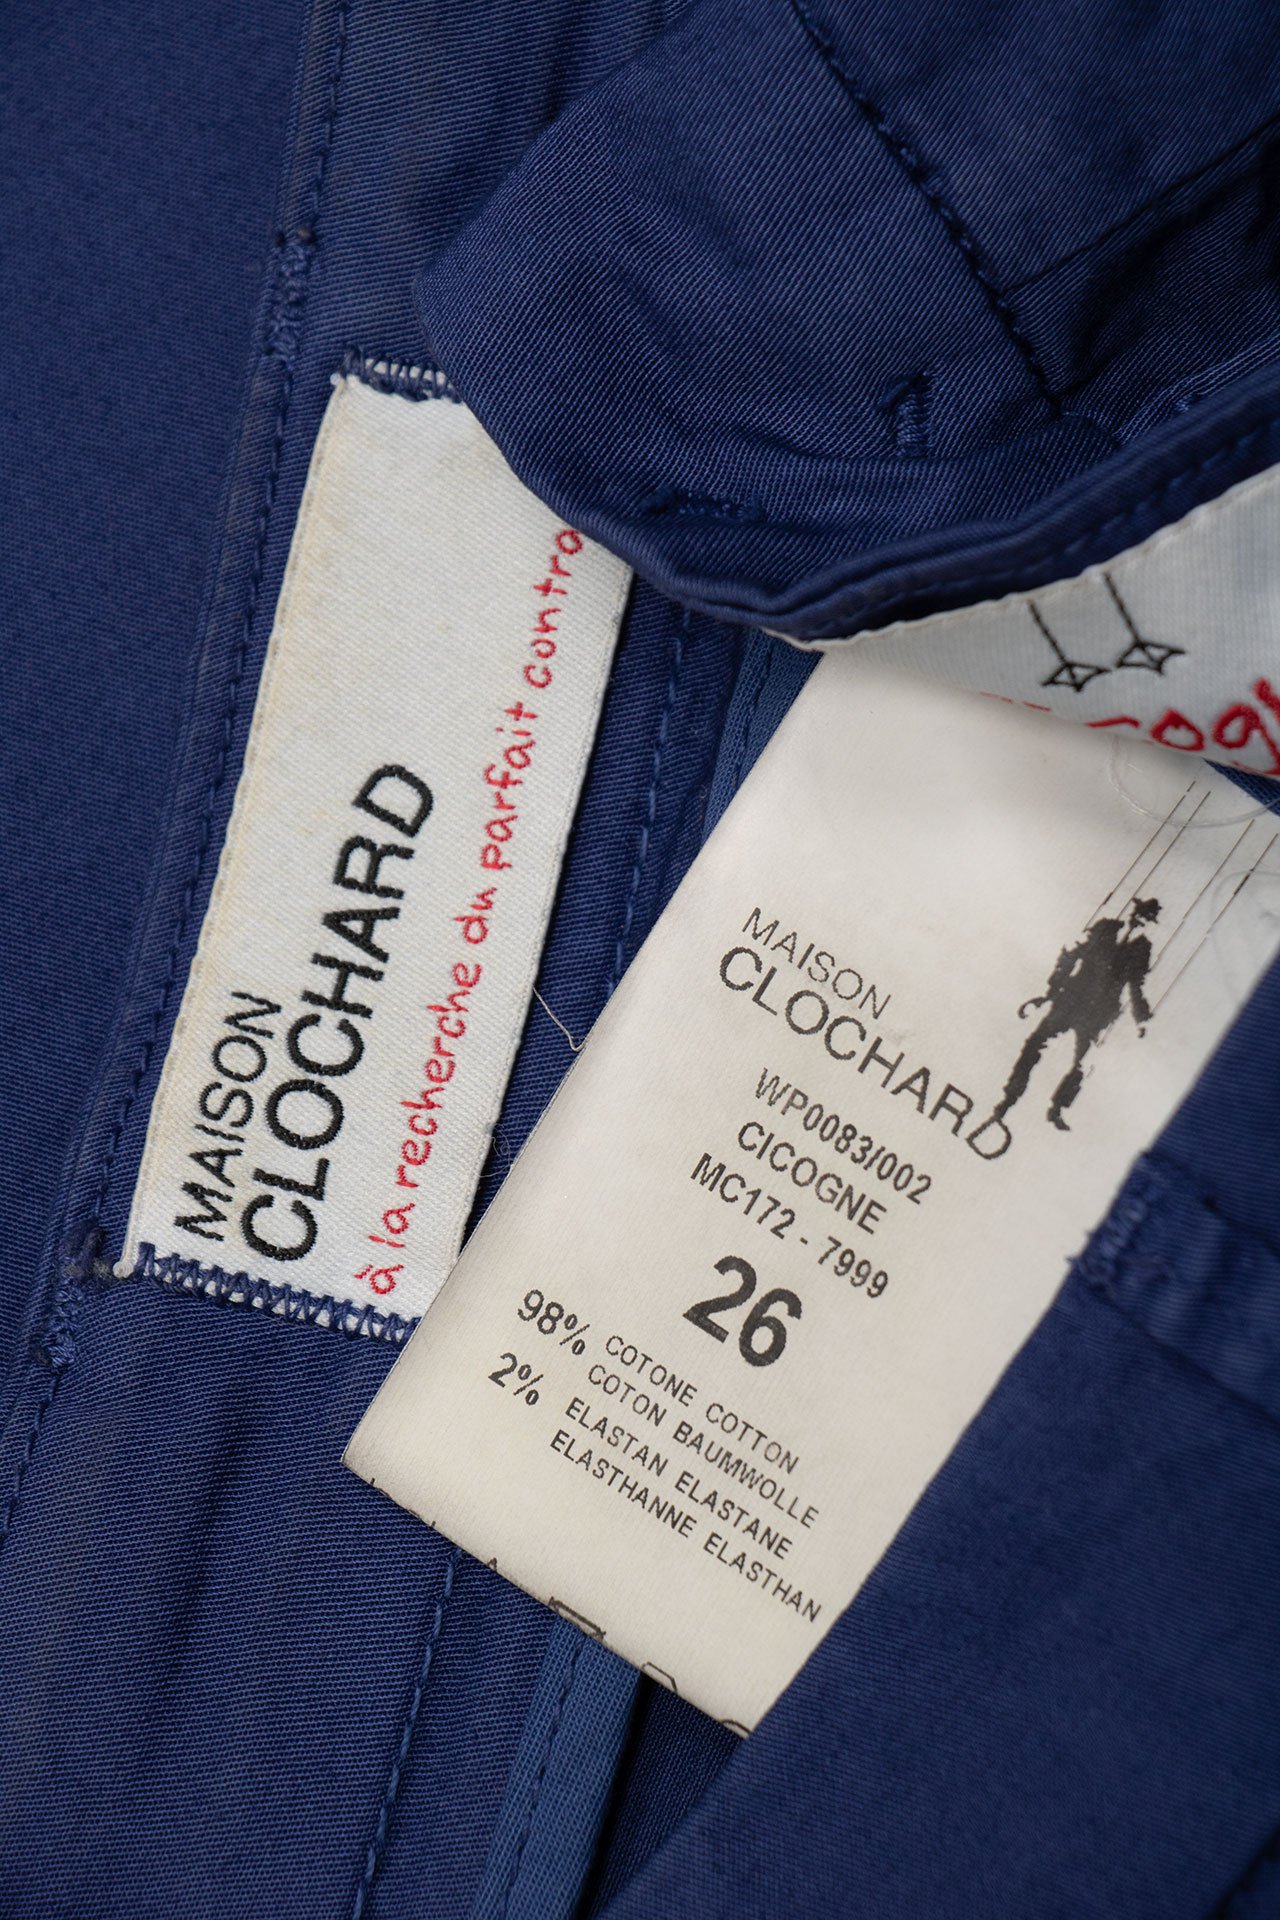 MAISON
CLOCHARD
à la recherche du parfait contra
MAISON
CLOCHARD
WP0083/002
CICOGNE
MC172 - 7999
26
98% COTONE COTTON
COTON BAUMWOLLE
2% ELASTAN ELASTANE
ELASTHANNE ELASTHAN